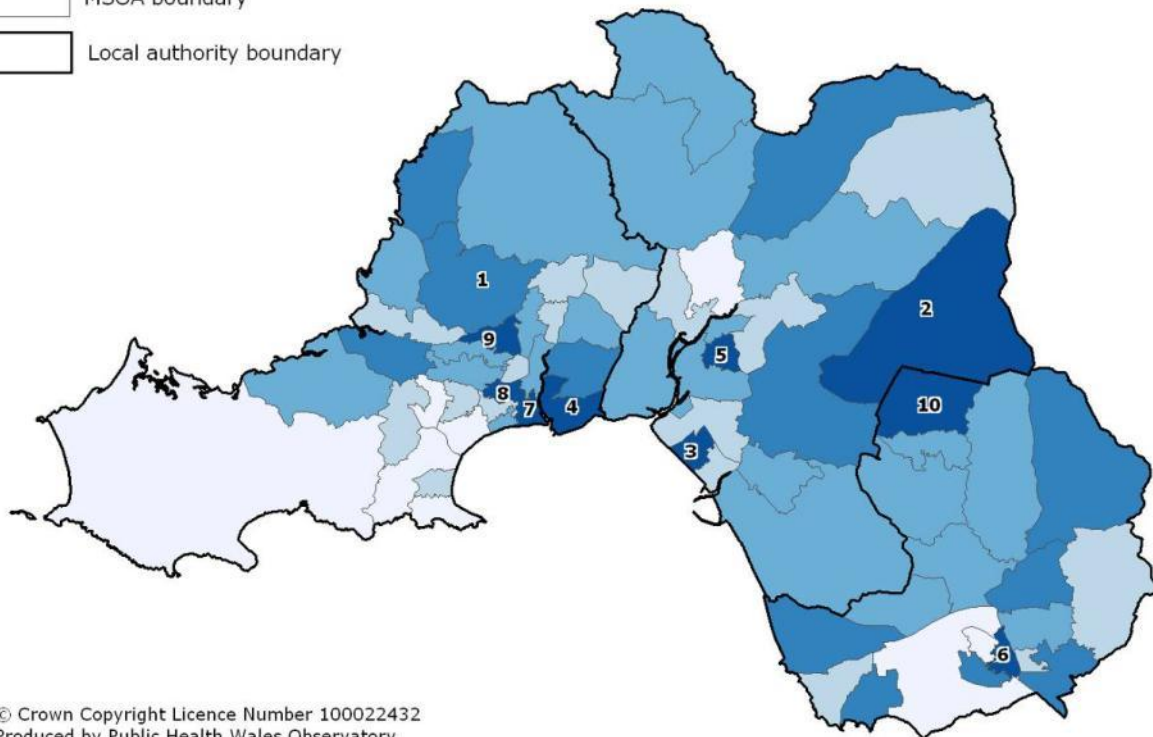 MSOA boundary
Local authority boundary
1
2
9
5
8
7
4
10
3
6
© Crown Copyright Licence Number 100022432
Produced by Public Health Wales Observatory